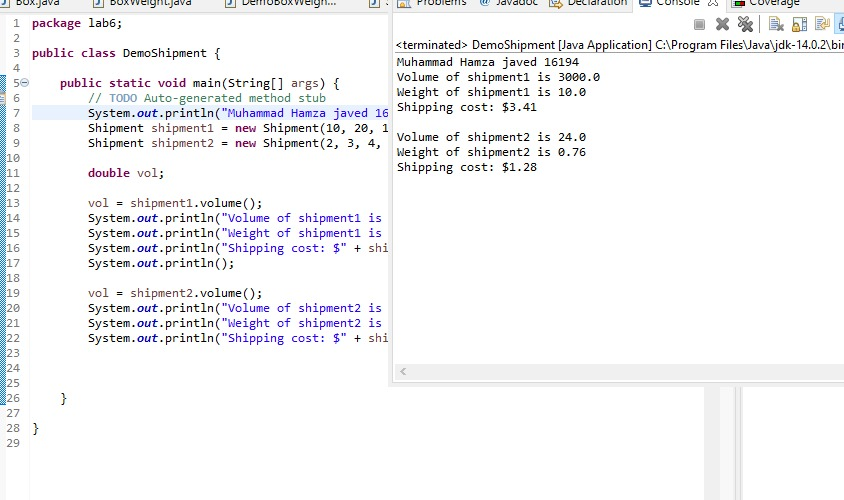 Box.java BoxWeight.java DemoBoxWeigh...
1 package lab6;
2
3 public class DemoShipment {
4
5 public static void main(String[] args) {
6 // TODO Auto-generated method stub
7 System.out.println("Muhammad Hamza javed 16
8 Shipment shipment1 = new Shipment(10, 20, 1
9 Shipment shipment2 = new Shipment(2, 3, 4,
10
11 double vol;
12
13 vol = shipment1.volume();
14 System.out.println("Volume of shipment1 is
15 System.out.println("Weight of shipment1 is
16 System.out.println("Shipping cost: $" + shi
17 System.out.println();
18
19 vol = shipment2.volume();
20 System.out.println("Volume of shipment2 is
21 System.out.println("Weight of shipment2 is
22 System.out.println("Shipping cost: $" + shi
23
24
25
26 }
27
28 }
29
Problems @ Javadoc Declaration Console Coverage
<terminated> DemoShipment [Java Application] C:\Program Files\Java\jdk-14.0.2\bin
Muhammad Hamza javed 16194
Volume of shipment1 is 3000.0
Weight of shipment1 is 10.0
Shipping cost: $3.41
Volume of shipment2 is 24.0
Weight of shipment2 is 0.76
Shipping cost: $1.28